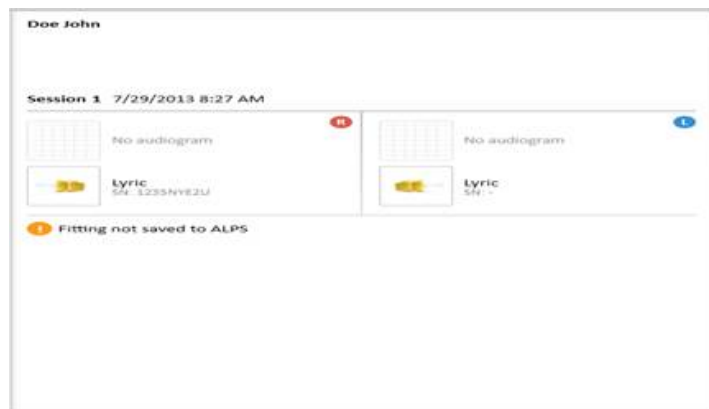 Doe John
Session 1 7/29/2013 8:27 AM
R
L
No audiogram
No audiogram
Lyric
SN: 1235NYE2U
Lyric
SN: -
! Fitting not saved to ALPS